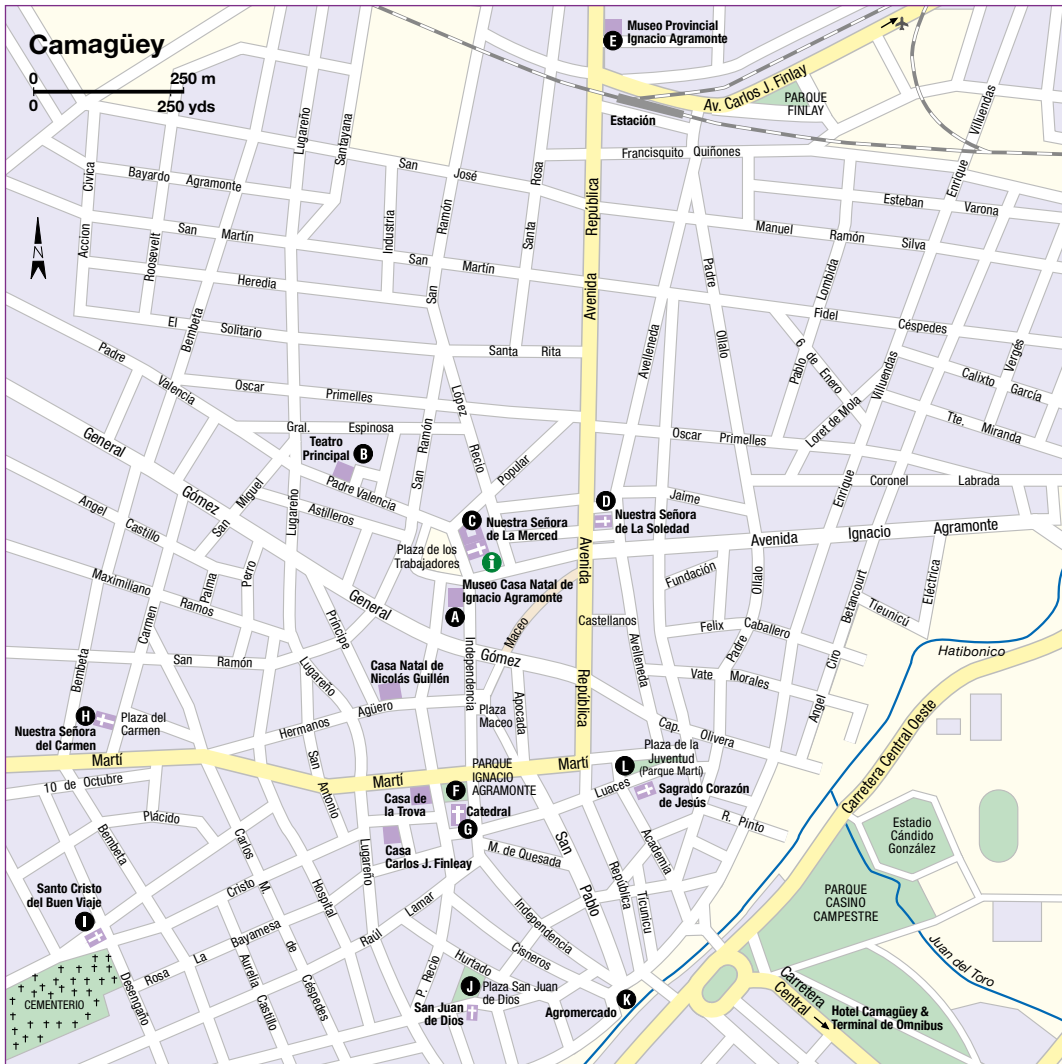 Camagüey
0 250 m
0 250 yds
Museo Provincial
Ignacio Agramonte
E
Av. Carlos J. Finlay
PARQUE
FINLAY
Estación
Francisquito Quiñones
Enrique Villuendas
Esteban Varona
Manuel Ramón Silva
Lugareño
Santayana
San José
Santa Rosa
Accion Civica
Bayardo Agramonte
Roosevelt
San Martín
Industria
San Ramón
San Martín
Avenida República
N
Heredia
Bembeta
El Solitario
Santa Rita
Avelleneda
Padre Olallo
Pablo Lombida
Fidel Céspedes
6 de Enero
Villuendas
Vergés
Calixto García
Loret de Mola
Tte. Miranda
Padre Valencia
Oscar Primelles
López Recio
Gral. Espinosa
Teatro
Principal
B
Padre Valencia
San Ramón
Popular
Oscar Primelles
Enrique
Coronel Labrada
General Gómez
San Miguel
Lugareño
Astilleros
Angel Castillo
C
Nuestra Señora
de La Merced
i
Plaza de los
Trabajadores
D
Nuestra Señora
de La Soledad
Jaime
Avenida Ignacio Agramonte
Museo Casa Natal de
Ignacio Agramonte
A
Avenida República
Fundación
Ollalo
Betancourt
Eléctrica
Tieunicú
Maximiliano Ramos
Palma
Perro
Carmen
General Gómez
Maceo
Castellanos
Felix Caballero
Padre
Avelleneda
Vate Morales
Ciro
Angel
Hatibonico
San Ramón
Príncipe
Lugareño
Casa Natal de
Nicolás Guillén
Independencia
Bembeta
H
Nuestra Señora
del Carmen
Plaza del
Carmen
Hermanos Agüero
Plaza
Maceo
Apocada
Cap. Olivera
Carretera Central Oeste
Martí
Martí
Martí
10 de Octubre
San Antonio
PARQUE
IGNACIO
AGRAMONTE
F
Casa de
la Trova
Catedral
G
Casa
Carlos J. Finleay
L
Plaza de la
Juventud
(Parque Martí)
Luaces
Sagrado Corazón
de Jesús
R. Pinto
Academia
Estadio
Cándido
González
PARQUE
CASINO
CAMPESTRE
Juan del Toro
Plácido
Bembeta
Carlos M. de Céspedes
Cristo
Hospital
Lugareño
M. de Quesada
San Pablo
República
Ticunicu
Santo Cristo
del Buen Viaje
I
Lamar
Raúl
Independencia
Cisneros
Rosa La Bayamesa
Aurelia Castillo
Desengaño
CEMENTERIO
P. Recio
Hurtado
J
Plaza San Juan
de Dios
San Juan
de Dios
K
Agromercado
Carretera
Central
Hotel Camagüey &
Terminal de Omnibus